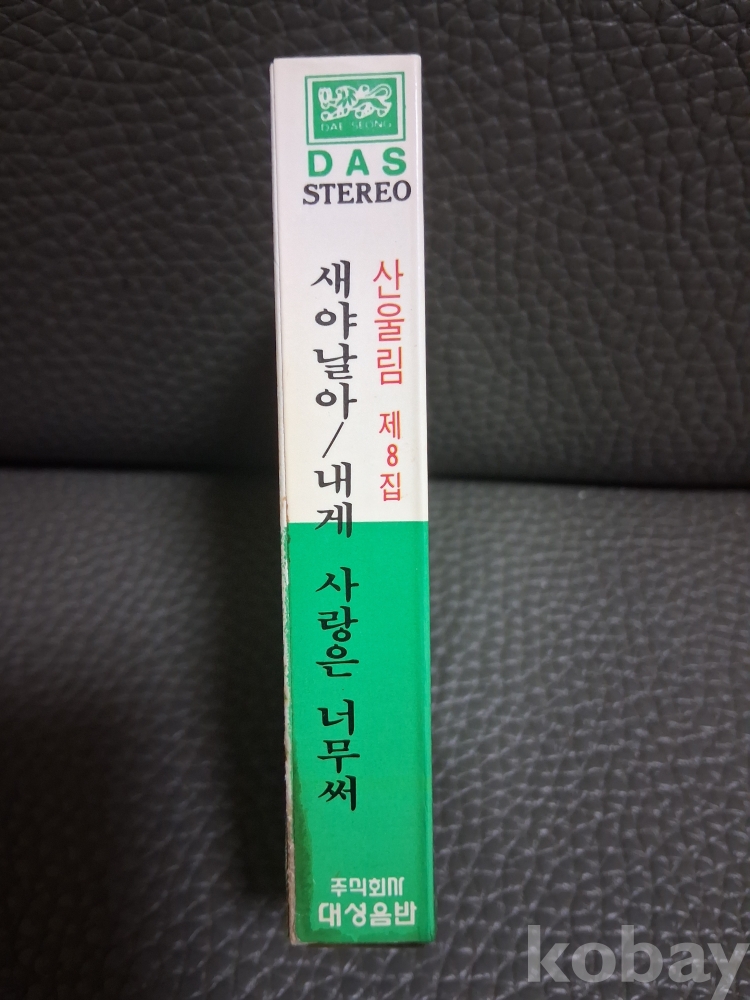 DAE SEONG
DAS
STEREO
산울림 제8집
새야날아/내게 사랑은 너무써
주식회사
대성음반
kobay